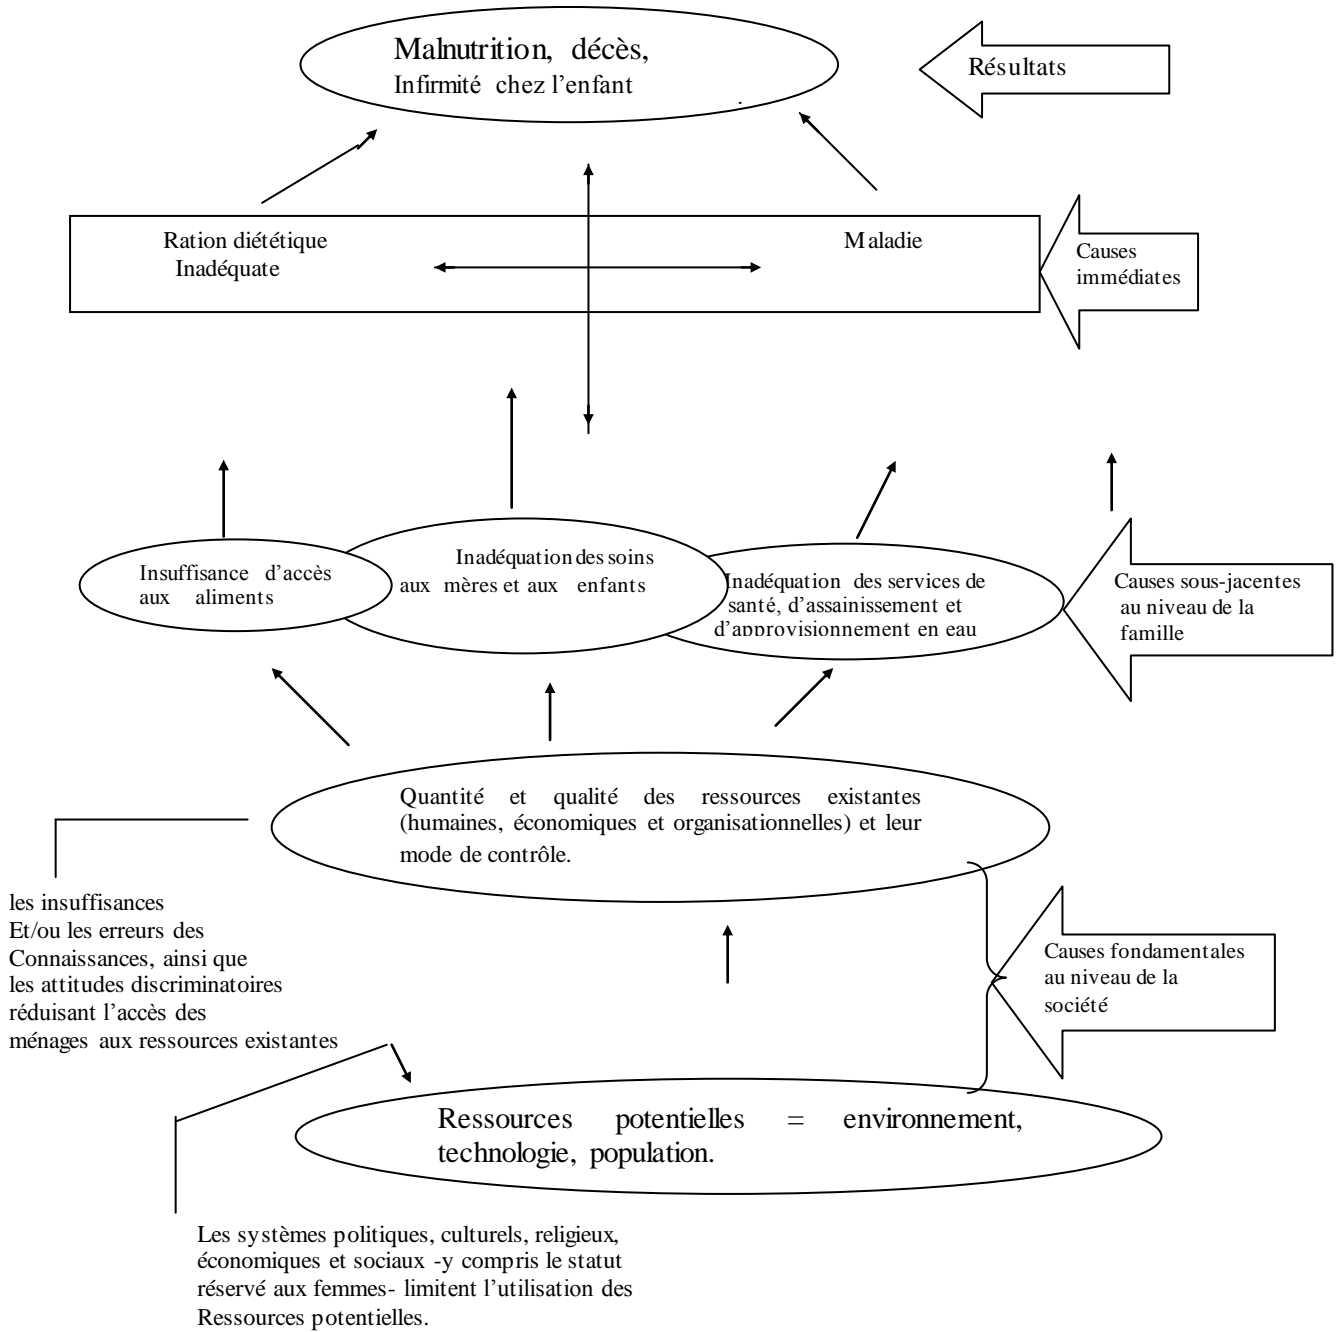 Malnutrition, décès,
Infirmité chez l'enfant
.
Résultats
Ration diététique
Inadéquate
Maladie
Causes
immédiates
Insuffisance d'accès
aux aliments
Inadéquation des soins
aux mères et aux enfants
Inadéquation des services de
santé, d'assainissement et
d'approvisionnement en eau
Causes sous-jacentes
au niveau de la
famille
Quantité et qualité des ressources existantes
(humaines, économiques et organisationnelles) et leur
mode de contrôle.
les insuffisances
Et/ou les erreurs des
Connaissances, ainsi que
les attitudes discriminatoires
réduisant l'accès des
ménages aux ressources existantes
Causes fondamentales
au niveau de la
société
Ressources potentielles = environnement,
technologie, population.
Les systèmes politiques, culturels, religieux,
économiques et sociaux -y compris le statut
réservé aux femmes- limitent l'utilisation des
Ressources potentielles.